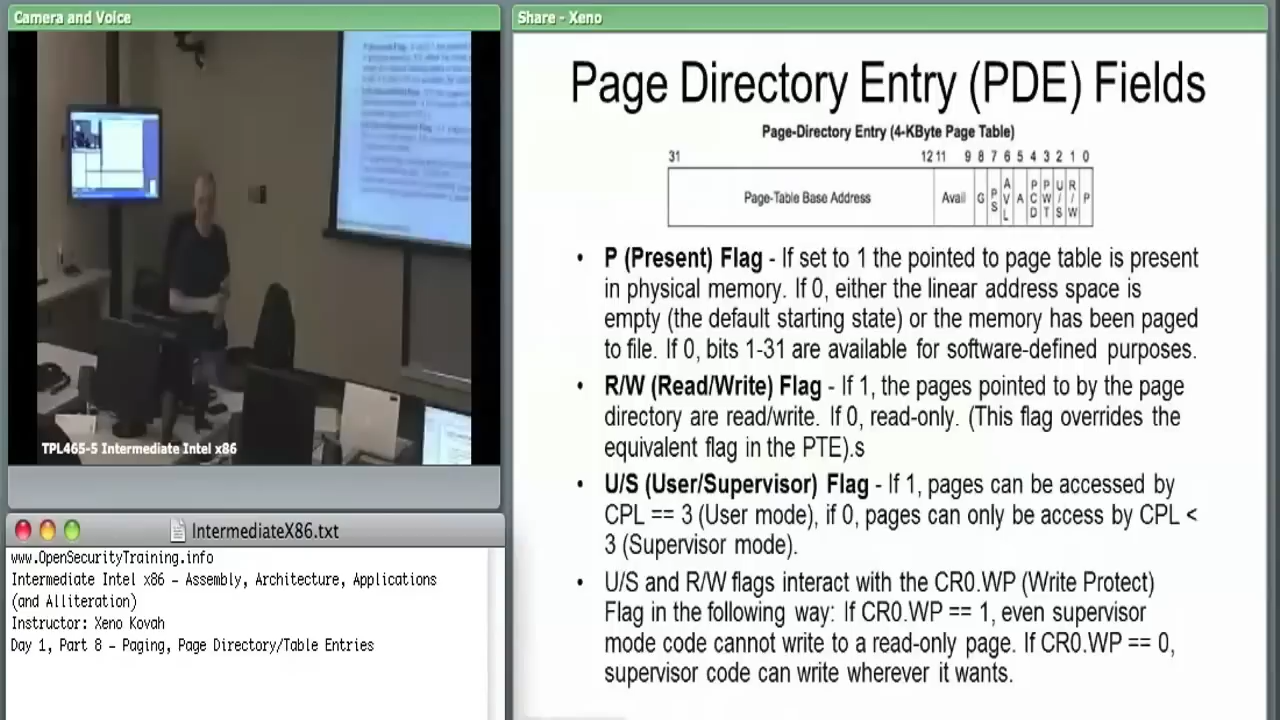 Camera and Voice
TPL465-5 Intermediate Intel x86
IntermediateX86.txt
www.OpenSecurityTraining.info
Intermediate Intel x86 – Assembly, Architecture, Applications
(and Alliteration)
Instructor: Xeno Kovah
Day 1, Part 8 – Paging, Page Directory/Table Entries
Share - Xeno
Page Directory Entry (PDE) Fields
Page-Directory Entry (4-KByte Page Table)
31 12 11 9 8 7 6 5 4 3 2 1 0
Page-Table Base Address Avail G PS AVL A PCD PWT U/S R/W P
• P (Present) Flag - If set to 1 the pointed to page table is present
in physical memory. If 0, either the linear address space is
empty (the default starting state) or the memory has been paged
to file. If 0, bits 1-31 are available for software-defined purposes.
• R/W (Read/Write) Flag - If 1, the pages pointed to by the page
directory are read/write. If 0, read-only. (This flag overrides the
equivalent flag in the PTE).s
• U/S (User/Supervisor) Flag - If 1, pages can be accessed by
CPL == 3 (User mode), if 0, pages can only be access by CPL <
3 (Supervisor mode).
• U/S and R/W flags interact with the CR0.WP (Write Protect)
Flag in the following way: If CR0.WP == 1, even supervisor
mode code cannot write to a read-only page. If CR0.WP == 0,
supervisor code can write wherever it wants.